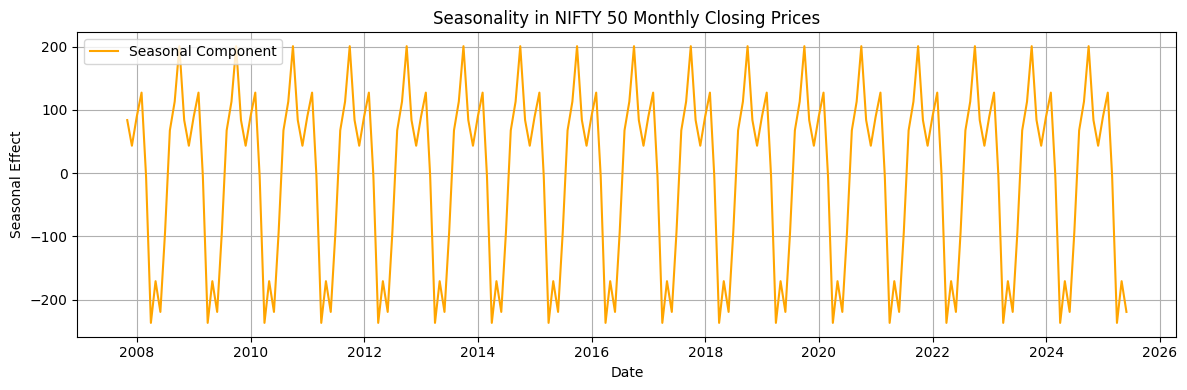 Seasonality in NIFTY 50 Monthly Closing Prices
Seasonal Component
Seasonal Effect
200
100
0
−100
−200
2008 2010 2012 2014 2016 2018 2020 2022 2024 2026
Date